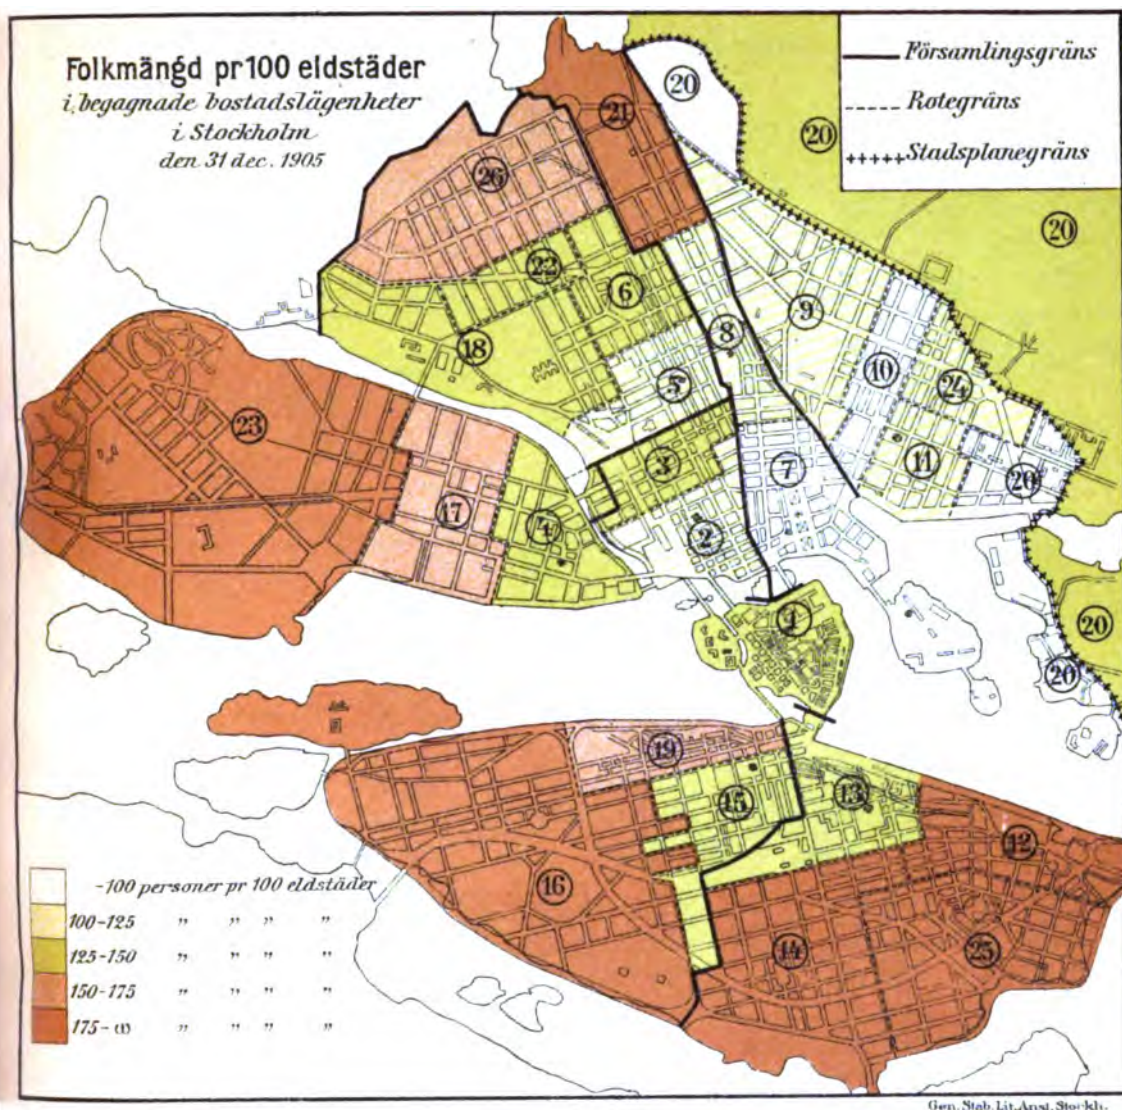 Folkmängd pr 100 eldstäder
i begagnade bostadslägenheter
i Stockholm
den 31 dec. 1905
Församlingsgräns
Rotegräns
Stadsplanegräns
20
21
20
20
26
22
6
9
8
18
5
10
24
23
3
11
7
20
17
4
2
1
20
20
19
15
13
12
16
14
25
-100 personer pr 100 eldstäder
100-125 " " " "
125-150 " " " "
150-175 " " " "
175-∞ " " " "
Gen. Stab. Lit. Anst. Stockh.